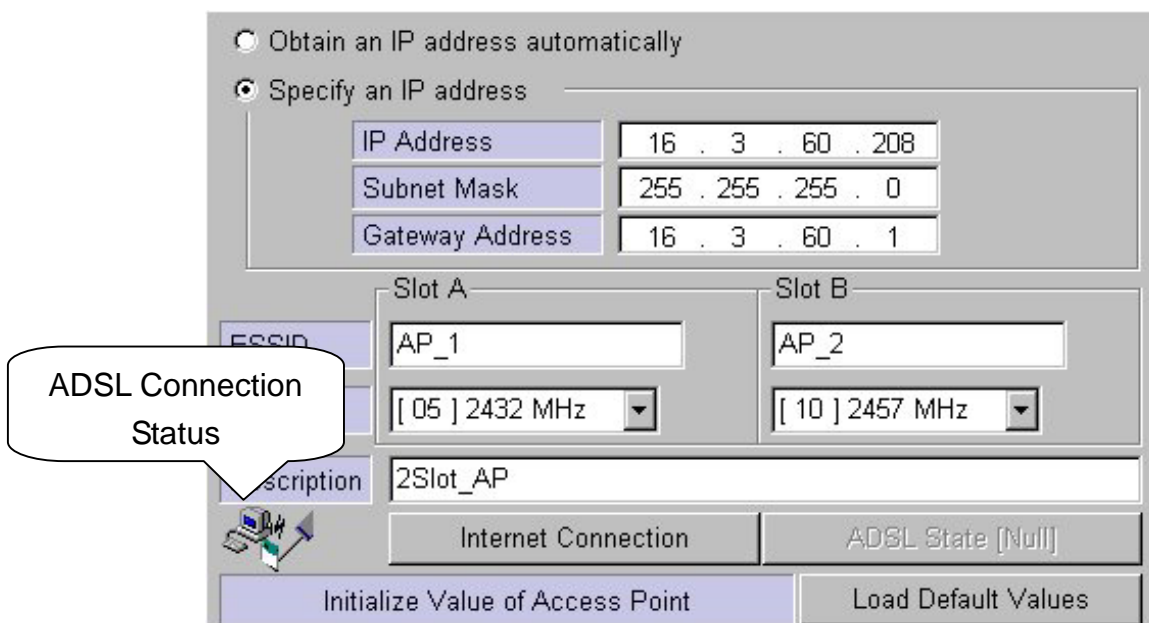 Obtain an IP address automatically
Specify an IP address
IP Address 16 . 3 . 60 . 208
Subnet Mask 255 . 255 . 255 . 0
Gateway Address 16 . 3 . 60 . 1
Slot A Slot B
ESSID AP_1 AP_2
[ 05 ] 2432 MHz [ 10 ] 2457 MHz
ADSL Connection
Status
scription 2Slot_AP
Internet Connection ADSL State [Null]
Initialize Value of Access Point Load Default Values